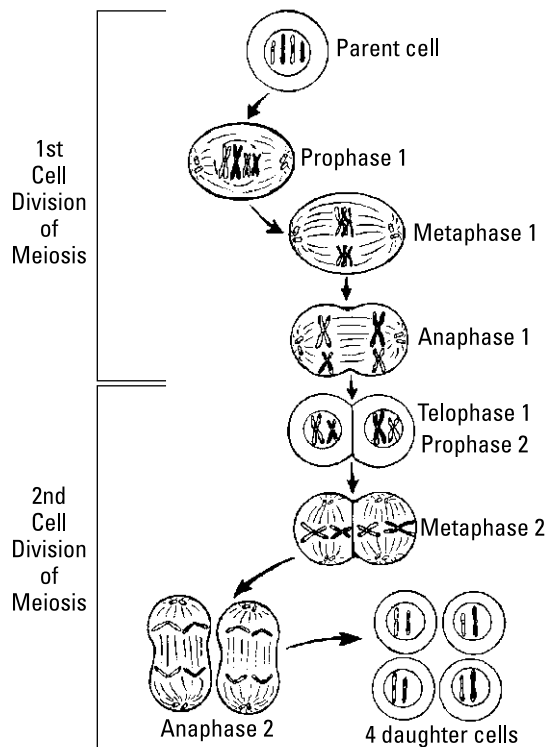 Parent cell
Prophase 1
1st
Cell
Division
of
Meiosis
Metaphase 1
Anaphase 1
Telophase 1
Prophase 2
2nd
Cell
Division
of
Meiosis
Metaphase 2
Anaphase 2
4 daughter cells